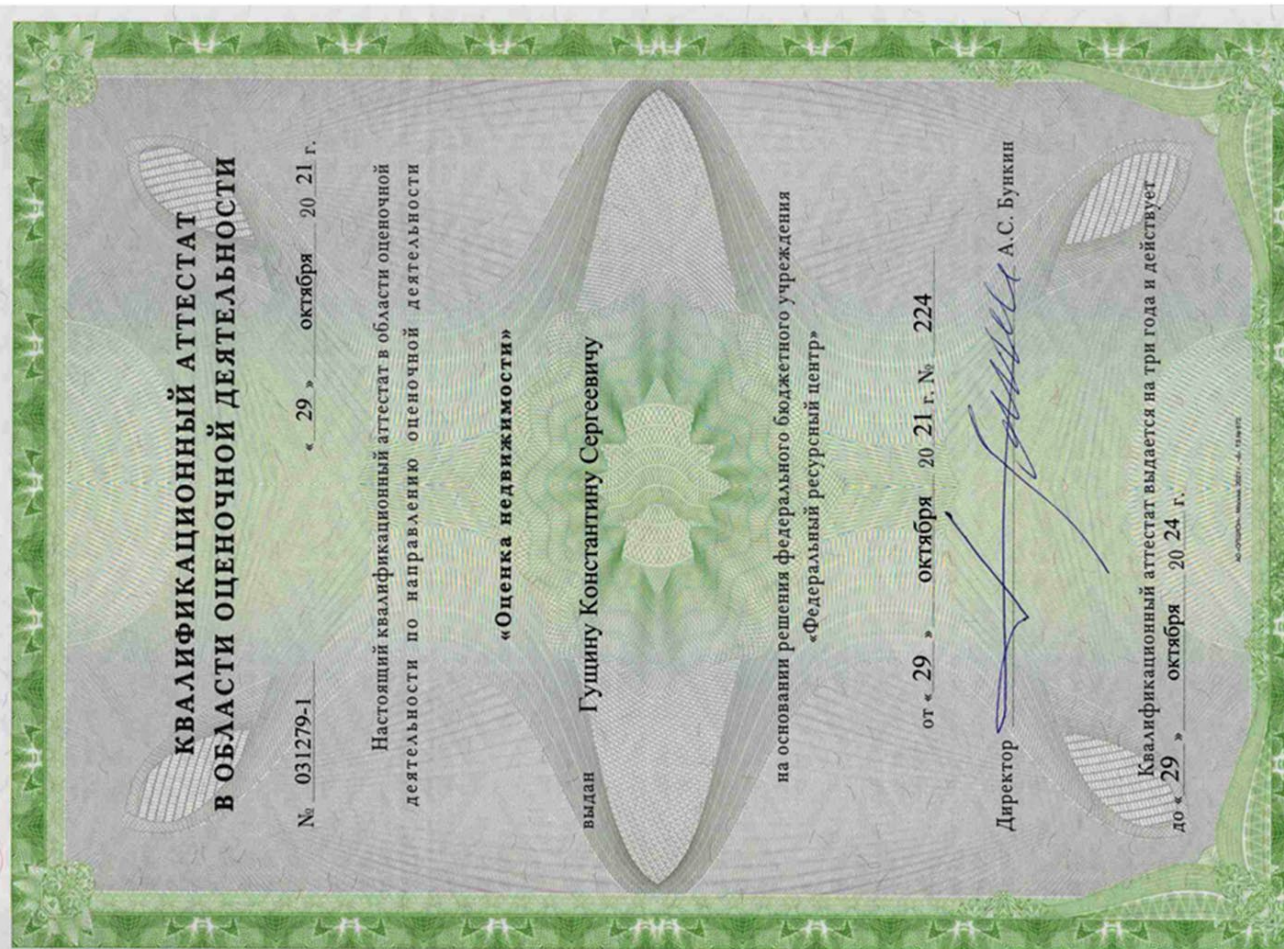 КВАЛИФИКАЦИОННЫЙ АТТЕСТАТ
В ОБЛАСТИ ОЦЕНОЧНОЙ ДЕЯТЕЛЬНОСТИ
№ 031279-1 « 29 » октября 20 21 г.
Настоящий квалификационный аттестат в области оценочной
деятельности по направлению оценочной деятельности
«Оценка недвижимости»
выдан Гущину Константину Сергеевичу
на основании решения федерального бюджетного учреждения
«Федеральный ресурсный центр»
от « 29 » октября 20 21 г. № 224
Директор А.С. Бункин
Квалификационный аттестат выдается на три года и действует
до « 29 » октября 20 24 г.